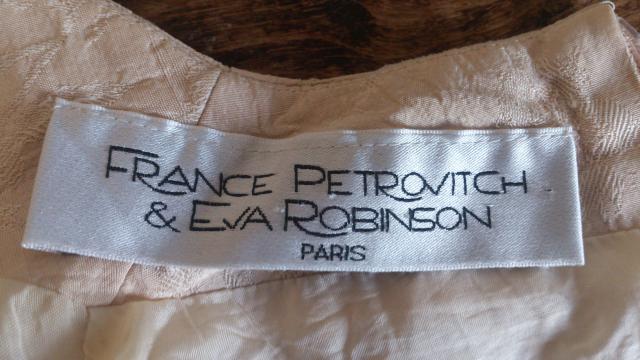 FRANCE PETROVITCH
& EVA ROBINSON
PARIS